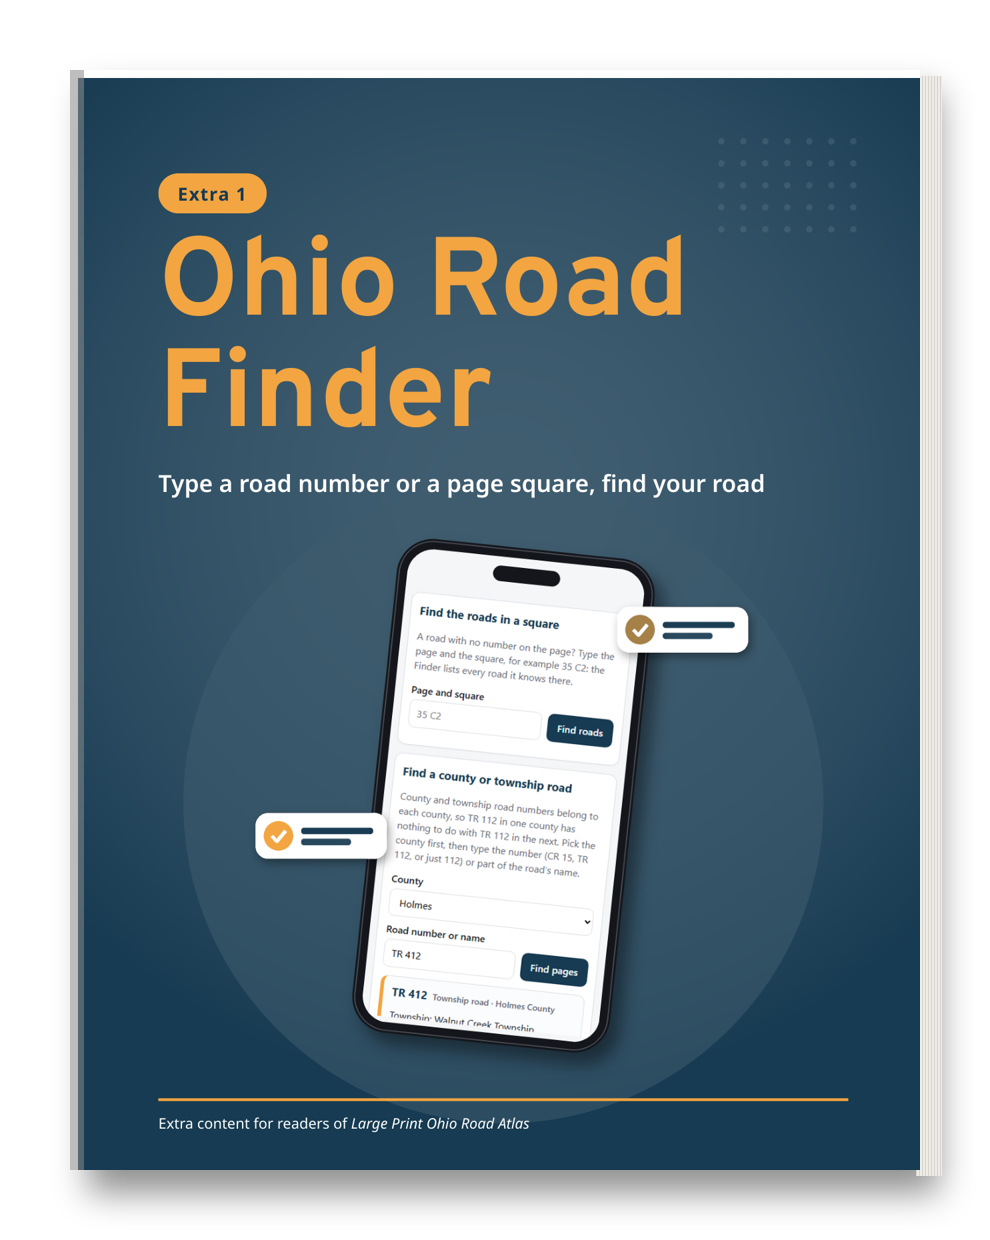 Extra 1
Ohio Road
Finder
Type a road number or a page square, find your road
Find the roads in a square
A road with no number on the page? Type the
page and the square, for example 35 C2: the
Finder lists every road it knows there.
Page and square
35 C2
Find roads
Find a county or township road
County and township road numbers belong to
each county, so TR 112 in one county has
nothing to do with TR 112 in the next. Pick the
county first, then type the number (CR 15, TR
112, or just 112) or part of the road's name.
County
Holmes
Road number or name
TR 412
Find pages
TR 412 Township road · Holmes County
Township: Walnut Creek Township
Extra content for readers of Large Print Ohio Road Atlas